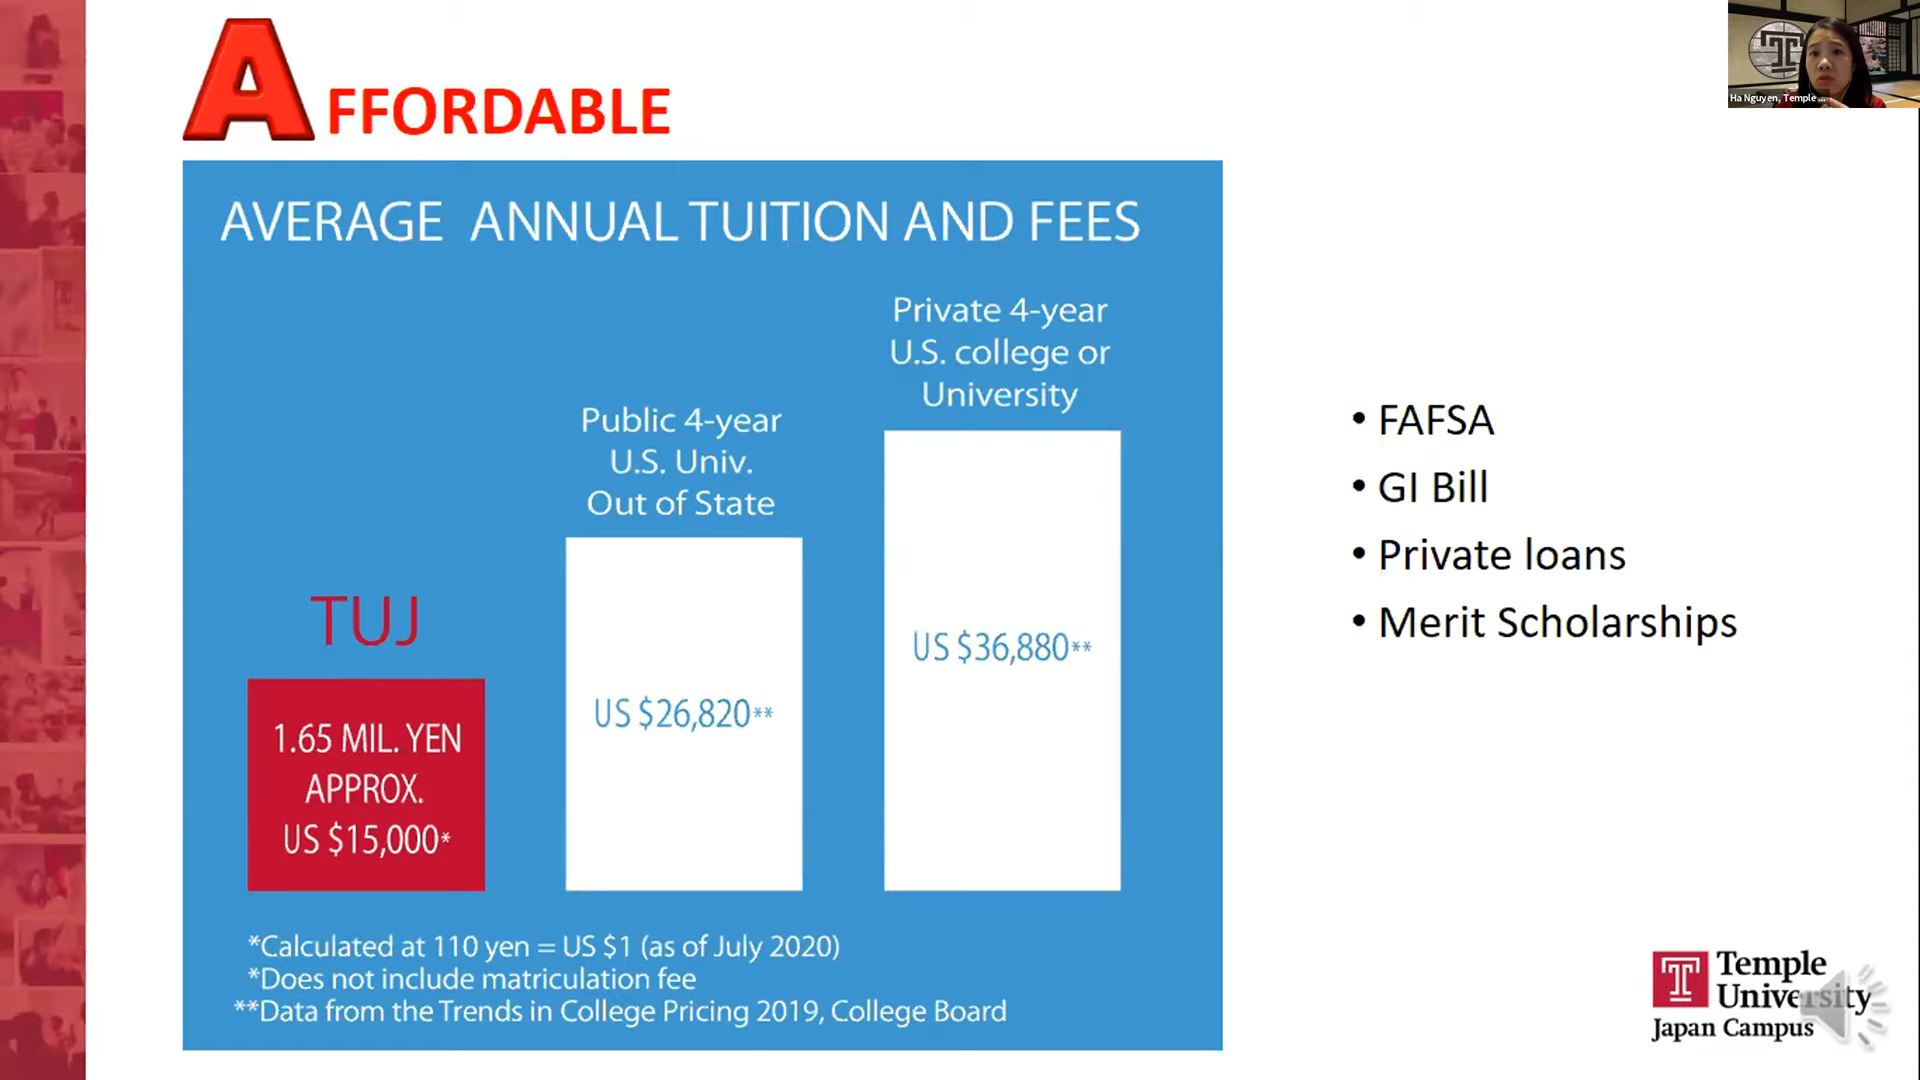 AFFORDABLE
AVERAGE ANNUAL TUITION AND FEES
TUJ
1.65 MIL. YEN
APPROX.
US $15,000*
Public 4-year
U.S. Univ.
Out of State
US $26,820**
Private 4-year
U.S. college or
University
US $36,880**
*Calculated at 110 yen = US $1 (as of July 2020)
*Does not include matriculation fee
**Data from the Trends in College Pricing 2019, College Board
• FAFSA
• GI Bill
• Private loans
• Merit Scholarships
Ha Nguyen, Temple ...
Temple
University
Japan Campus